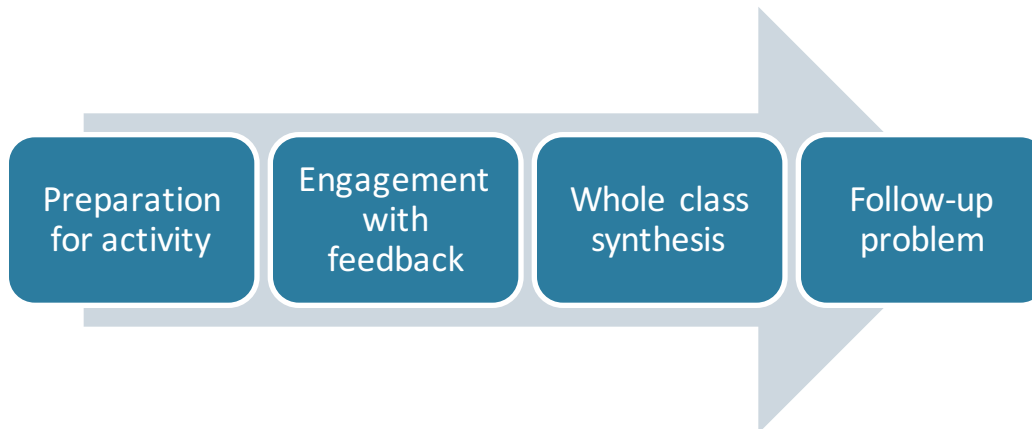 Preparation
for activity
Engagement
with
feedback
Whole class
synthesis
Follow-up
problem